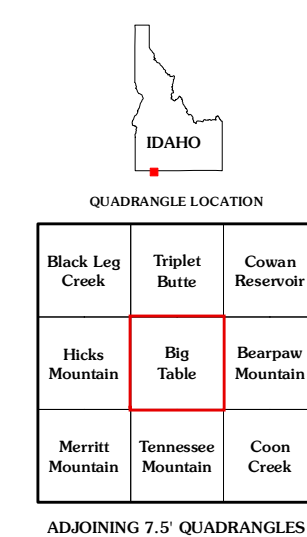 IDAHO
QUADRANGLE LOCATION
Black Leg
Creek
Triplet
Butte
Cowan
Reservoir
Hicks
Mountain
Big
Table
Bearpaw
Mountain
Merritt
Mountain
Tennessee
Mountain
Coon
Creek
ADJOINING 7.5' QUADRANGLES